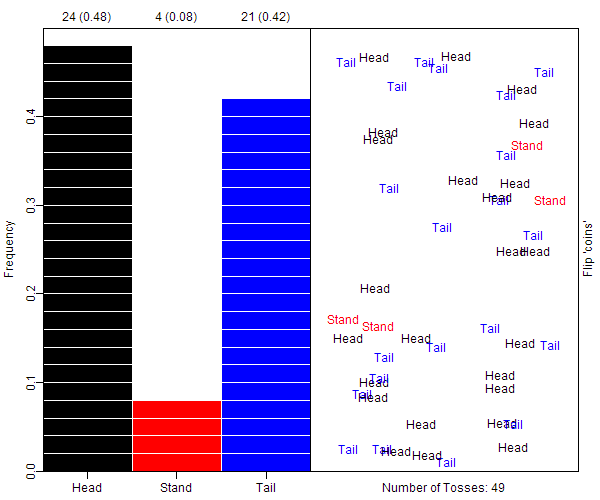 24 (0.48) 4 (0.08) 21 (0.42)
Tail Head Tail Head
Tail Tail
Tail Head
Tail
Head
Head Head
Stand
Tail
Head Head
Tail Head
Tail Stand
Tail Tail
Head Head
Head
Stand
Stand Tail
Head Head Head Tail
Tail
Tail
Tail Head
Head Head
Tail Head
Head Head Tail
Tail Tail Head Head
Head Tail
Frequency
0.0 0.1 0.2 0.3 0.4
Flip 'coins'
Head Stand Tail Number of Tosses: 49